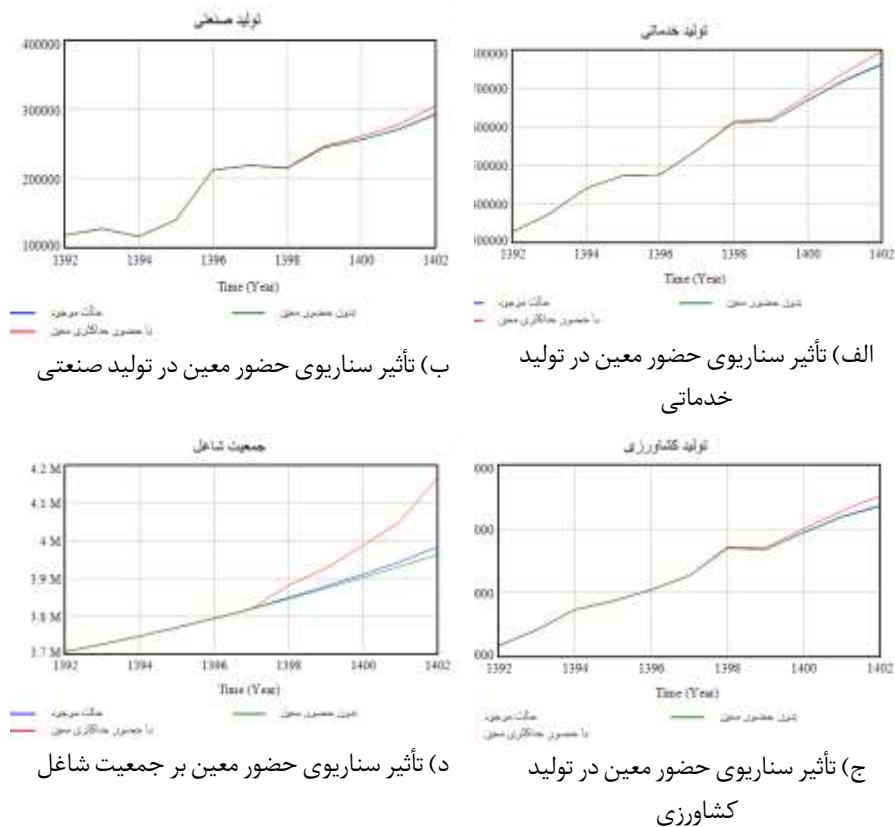 تولید خدماتی
700000
1392
1394
1396
1398
1400
1402
Time (Year)
حالت موجود
بدون حضور معین
با حضور حداکثری معین
الف) تأثیر سناریوی حضور معین در تولید
خدماتی
تولید صنعتی
400000
300000
200000
100000
1392
1394
1396
1398
1400
1402
Time (Year)
حالت موجود
بدون حضور معین
با حضور حداکثری معین
ب) تأثیر سناریوی حضور معین در تولید صنعتی
تولید کشاورزی
000
000
000
000
1392
1394
1396
1398
1400
1402
Time (Year)
حالت موجود
بدون حضور معین
با حضور حداکثری معین
ج) تأثیر سناریوی حضور معین در تولید
کشاورزی
جمعیت شاغل
4.2 M
4.1 M
4 M
3.9 M
3.8 M
3.7 M
1392
1394
1396
1398
1400
1402
Time (Year)
حالت موجود
بدون حضور معین
با حضور حداکثری معین
د) تأثیر سناریوی حضور معین بر جمعیت شاغل